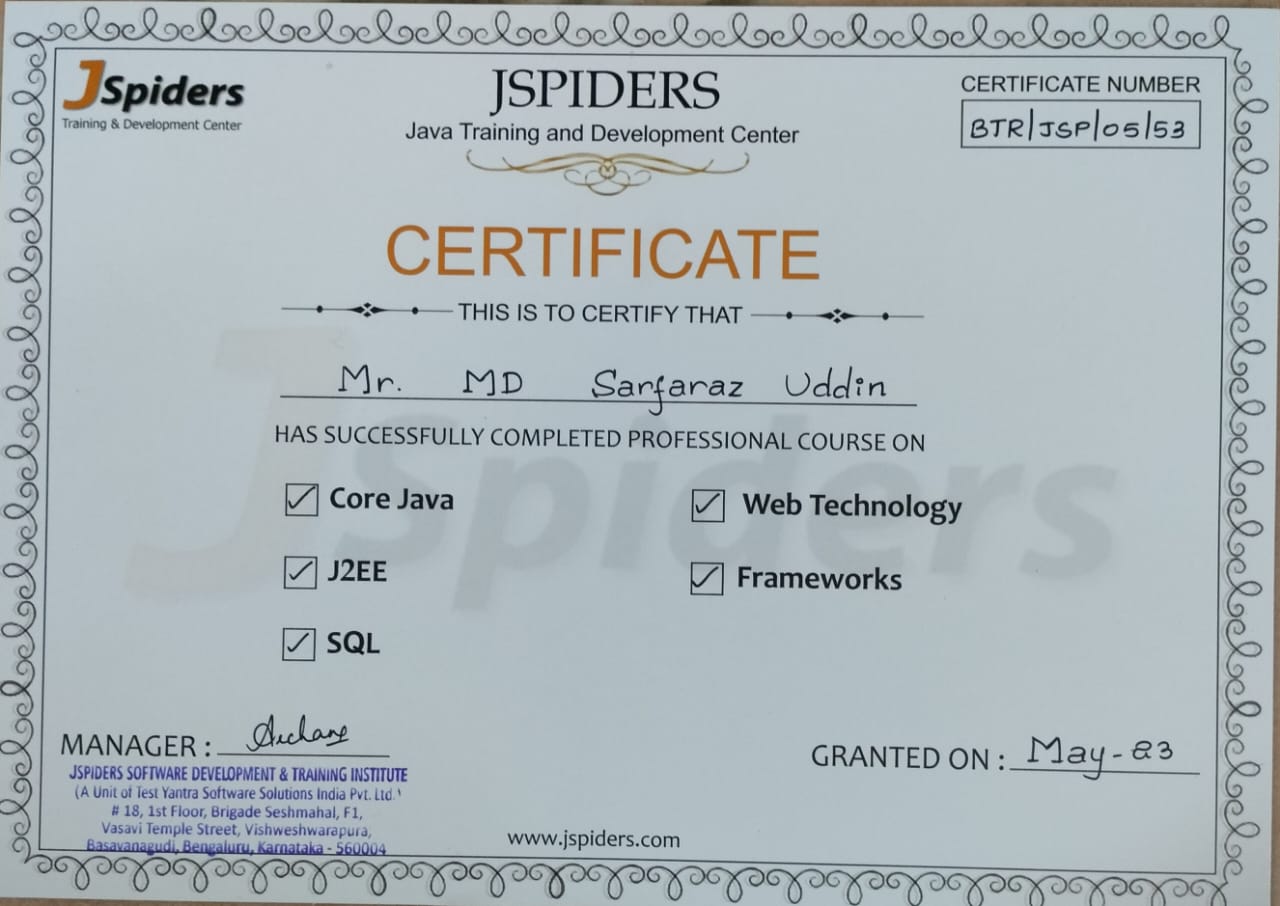 JSpiders
Training & Development Center
JSPIDERS
Java Training and Development Center
CERTIFICATE NUMBER
BTR/JSP/05/53
CERTIFICATE
THIS IS TO CERTIFY THAT
Mr. MD Sarfaraz Uddin
HAS SUCCESSFULLY COMPLETED PROFESSIONAL COURSE ON
Core Java
Web Technology
J2EE
Frameworks
SQL
MANAGER :
GRANTED ON : May-23
JSPIDERS SOFTWARE DEVELOPMENT & TRAINING INSTITUTE
(A Unit of Test Yantra Software Solutions India Pvt. Ltd.)
# 18, 1st Floor, Brigade Seshmahal, F1,
Vasavi Temple Street, Vishweshwarapura,
Basavanagudi, Bengaluru, Karnataka - 560004
www.jspiders.com
JSpiders